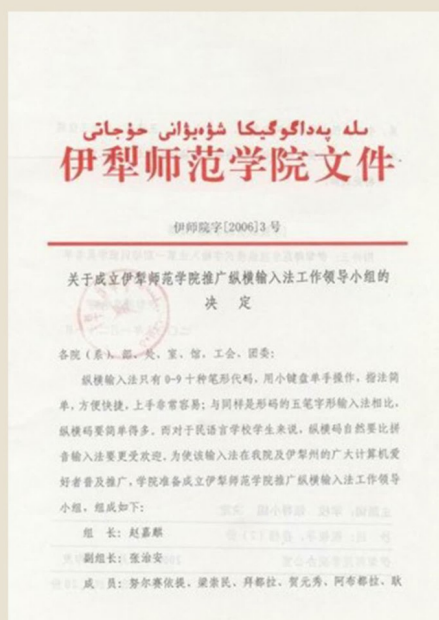 ىله پەداگوگىكا شۋەيۋانى حۇجاتى
伊犁师范学院文件
伊师院字[2006]3号
关于成立伊犁师范学院推广纵横输入法工作领导小组的
决 定
各院(系)、部、处、室、馆、工会、团委:
纵横输入法只有0-9十种笔形代码,用小键盘单手操作,指法简
单,方便快捷,上手非常容易;与同样是形码的五笔字形输入法相比,
纵横码要简单得多。而对于民语言学校学生来说,纵横码自然要比拼
音输入法要更受欢迎。为使该输入法在我院及伊犁州的广大计算机爱
好者普及推广,学院准备成立伊犁师范学院推广纵横输入法工作领导
小组,组成如下:
组 长:赵嘉麒
副组长:张治安
成 员:努尔赛依提、梁崇民、拜都拉、贺元秀、阿布都拉、耿